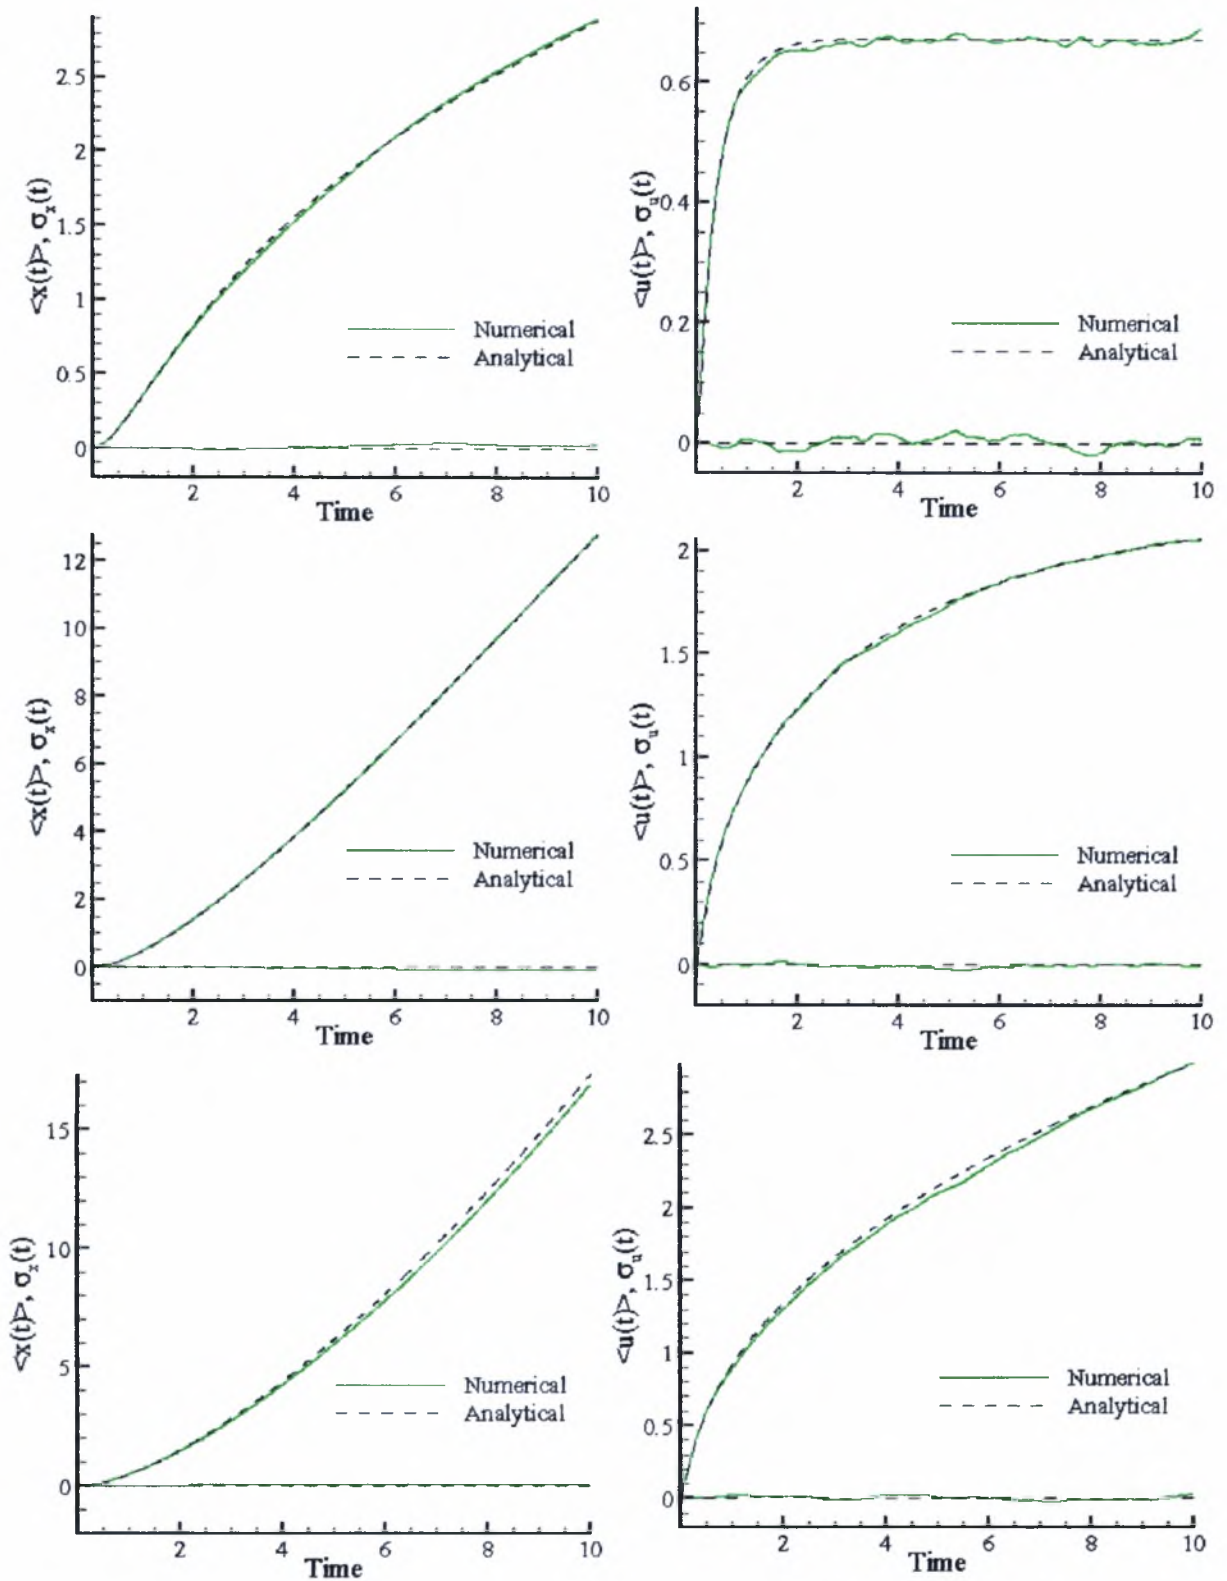 <x(t)>, σx(t)
2.5
2
1.5
1
0.5
0
Numerical
Analytical
2 4 6 8 10
Time
<u(t)>, σu(t)
0.6
0.4
0.2
0
Numerical
Analytical
2 4 6 8 10
Time
<x(t)>, σx(t)
12
10
8
6
4
2
0
Numerical
Analytical
2 4 6 8 10
Time
<u(t)>, σu(t)
2
1.5
1
0.5
0
Numerical
Analytical
2 4 6 8 10
Time
<x(t)>, σx(t)
15
10
5
0
Numerical
Analytical
2 4 6 8 10
Time
<u(t)>, σu(t)
2.5
2
1.5
1
0.5
0
Numerical
Analytical
2 4 6 8 10
Time